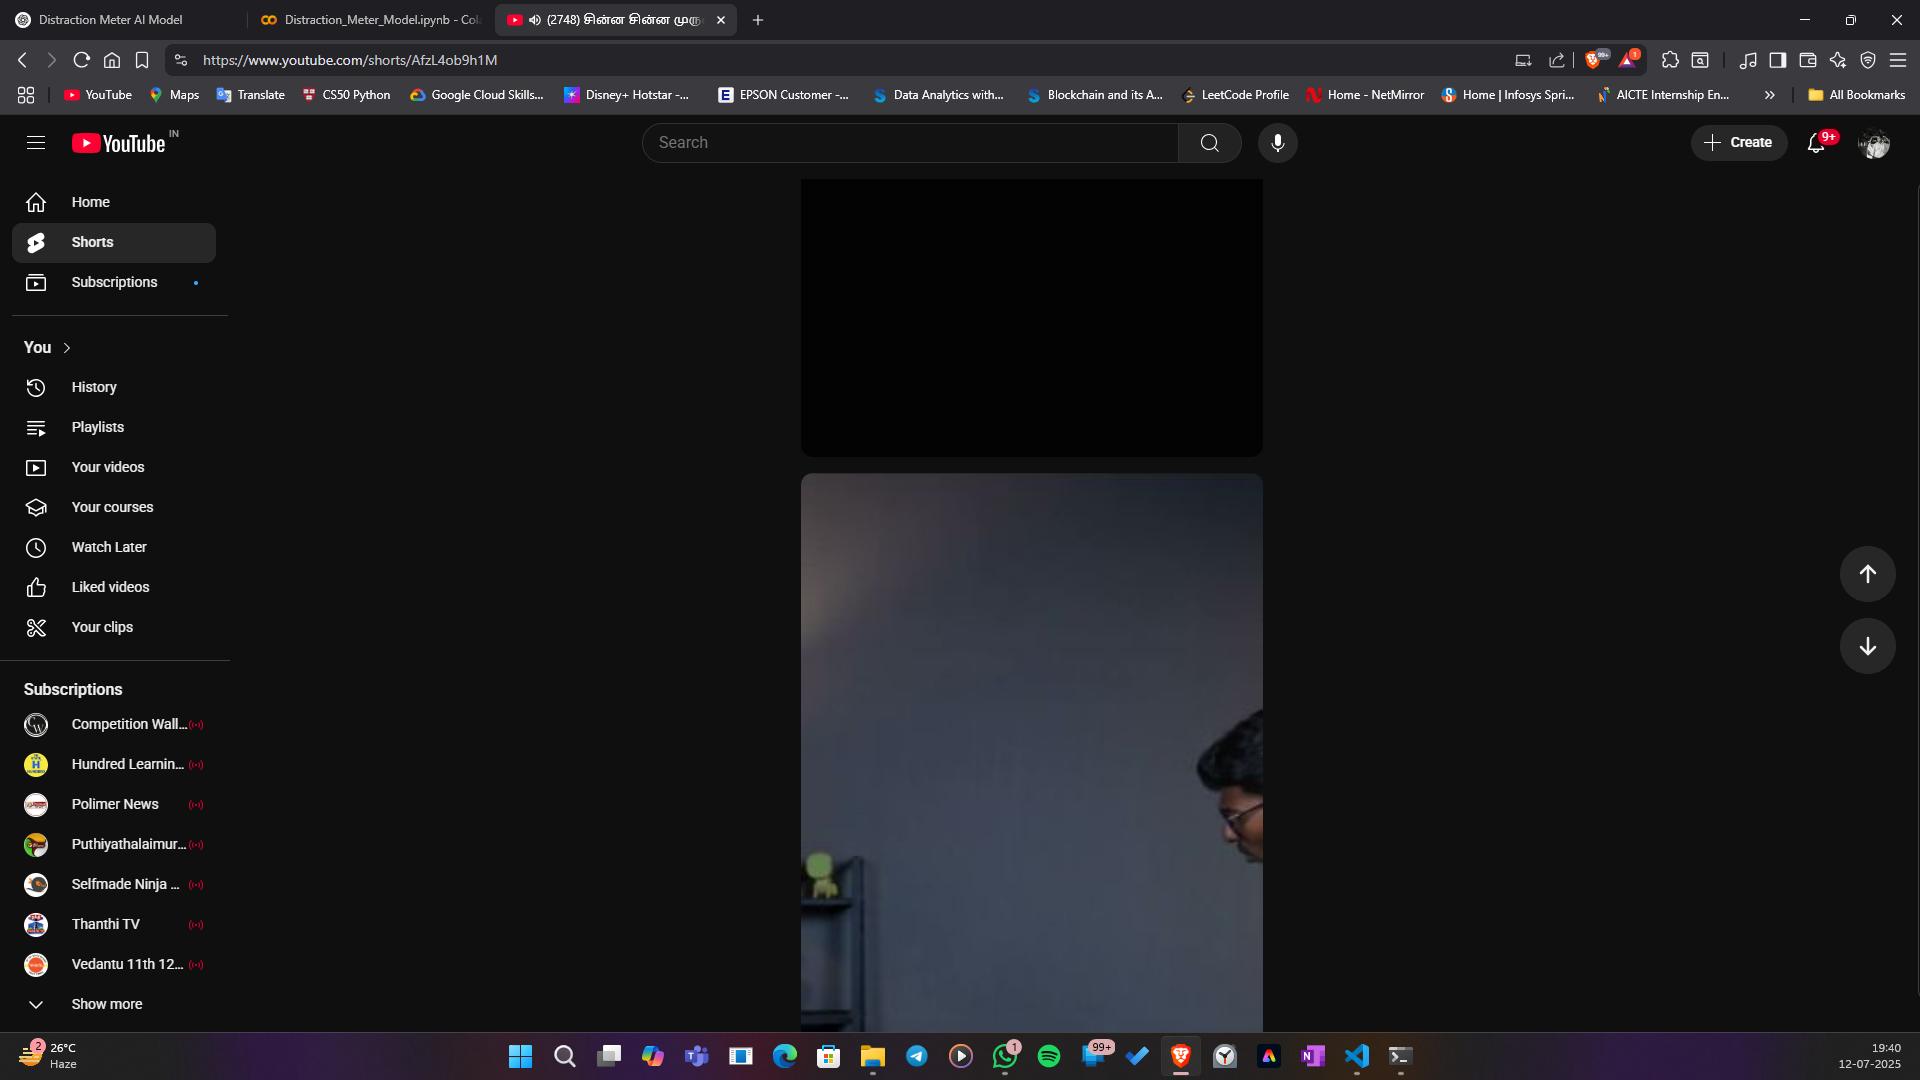 Distraction Meter AI Model
Distraction_Meter_Model.ipynb - Col
(2748) சின்ன சின்ன முரு
https://www.youtube.com/shorts/AfzL4ob9h1M
99+
1
YouTube
Maps
Translate
CS50 Python
Google Cloud Skills...
Disney+ Hotstar -...
EPSON Customer -...
Data Analytics with...
Blockchain and its A...
LeetCode Profile
Home - NetMirror
Home | Infosys Spri...
AICTE Internship En...
All Bookmarks
YouTube IN
Search
Create
9+
Home
Shorts
Subscriptions
You
History
Playlists
Your videos
Your courses
Watch Later
Liked videos
Your clips
Subscriptions
Competition Wall...
Hundred Learnin...
Polimer News
Puthiyathalaimur...
Selfmade Ninja ...
Thanthi TV
Vedantu 11th 12...
Show more
2
26°C
Haze
1
99+
19:40
12-07-2025